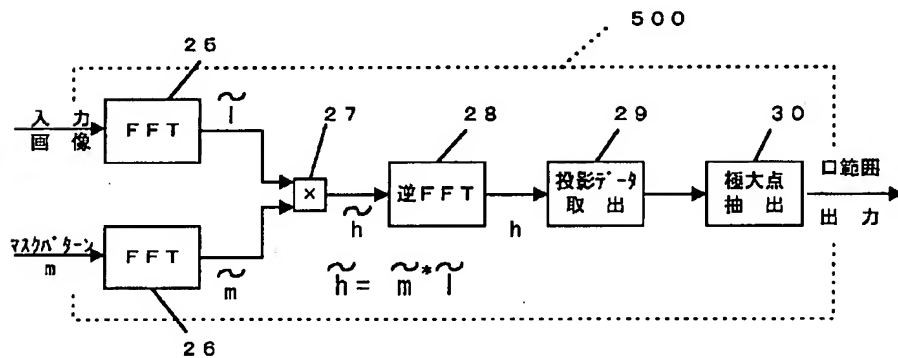 500
26
入 力
画 像
FFT
~I
27
×
28
逆FFT
29
投影データ
取 出
30
極大点
抽 出
口範囲
出 力
マスクパターン
m
FFT
~m
~h
h
~h = ~m* ~I
26